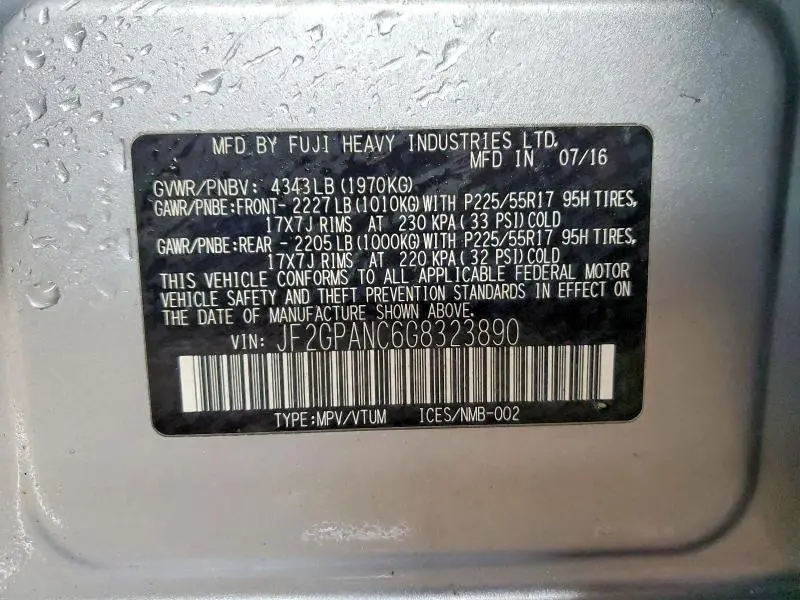 MFD BY FUJI HEAVY INDUSTRIES LTD.
MFD IN 07/16
GVWR/PNBV: 4343LB(1970KG)
GAWR/PNBE:FRONT- 2227LB(1010KG)WITH P225/55R17 95H TIRES,
17X7J RIMS AT 230 KPA(33 PSI)COLD
GAWR/PNBE:REAR - 2205LB(1000KG)WITH P225/55R17 95H TIRES,
17X7J RIMS AT 220 KPA(32 PSI)COLD
THIS VEHICLE CONFORMS TO ALL APPLICABLE FEDERAL MOTOR
VEHICLE SAFETY AND THEFT PREVENTION STANDARDS IN EFFECT ON
THE DATE OF MANUFACTURE SHOWN ABOVE.
VIN: JF2GPANC6G8323890
TYPE:MPV/VTUM ICES/NMB-002